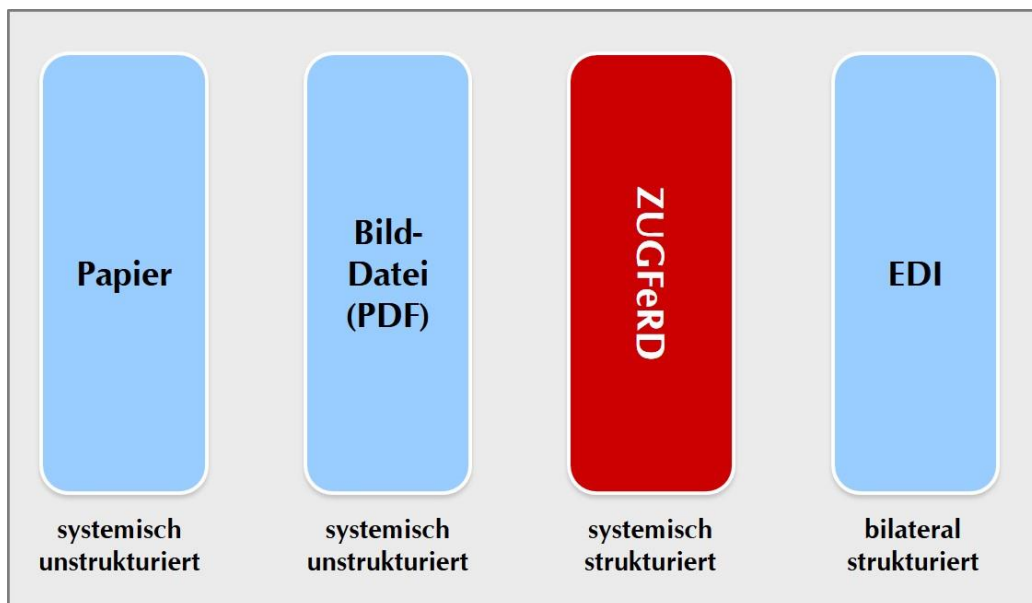 Papier
Bild-
Datei
(PDF)
ZUGFeRD
EDI
systemisch
unstrukturiert
systemisch
unstrukturiert
systemisch
strukturiert
bilateral
strukturiert